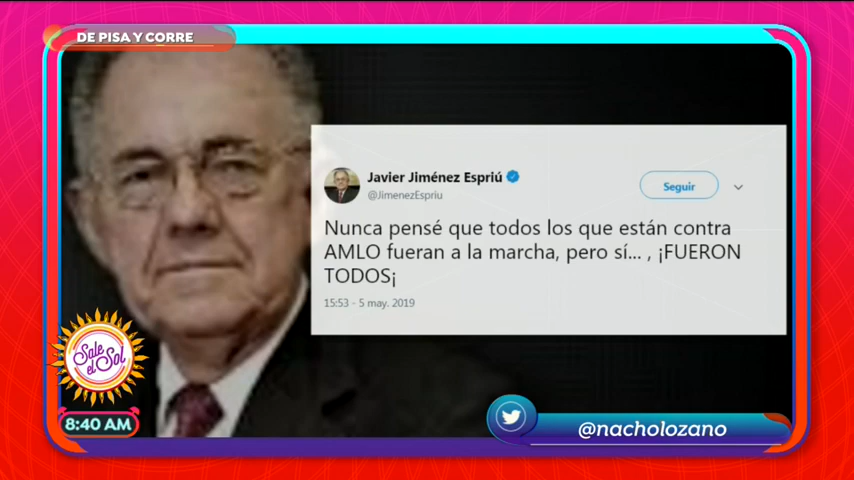 DE PISA Y CORRE
Javier Jiménez Espriú
@JimenezEspriu
Seguir
Nunca pensé que todos los que están contra
AMLO fueran a la marcha, pero sí... , ¡FUERON
TODOS¡
15:53 - 5 may. 2019
Sale
el Sol
8:40 AM
@nacholozano